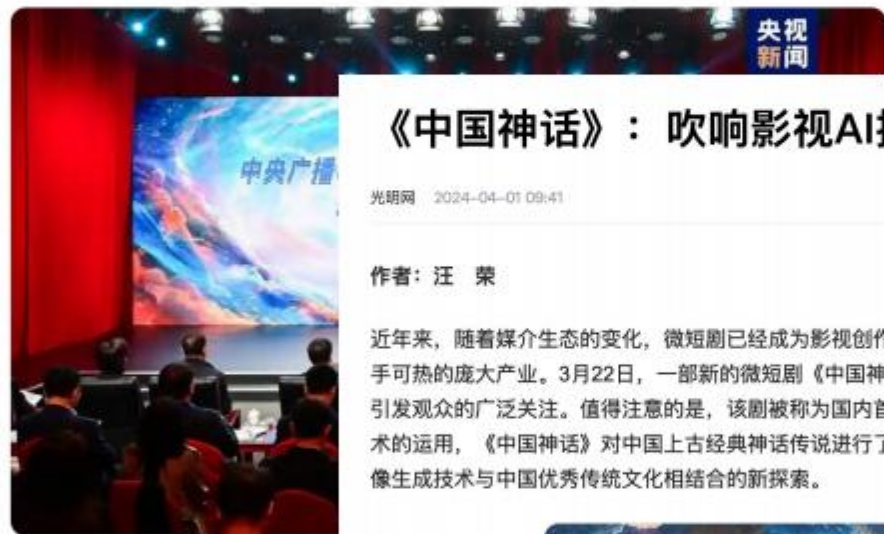 央视
新闻
中央广播
《中国神话》：吹响影视AI
光明网 2024-04-01 09:41
作者：汪 荣
近年来，随着媒介生态的变化，微短剧已经成为影视创作
手可热的庞大产业。3月22日，一部新的微短剧《中国神
引发观众的广泛关注。值得注意的是，该剧被称为国内首
术的运用，《中国神话》对中国上古经典神话传说进行了
像生成技术与中国优秀传统文化相结合的新探索。